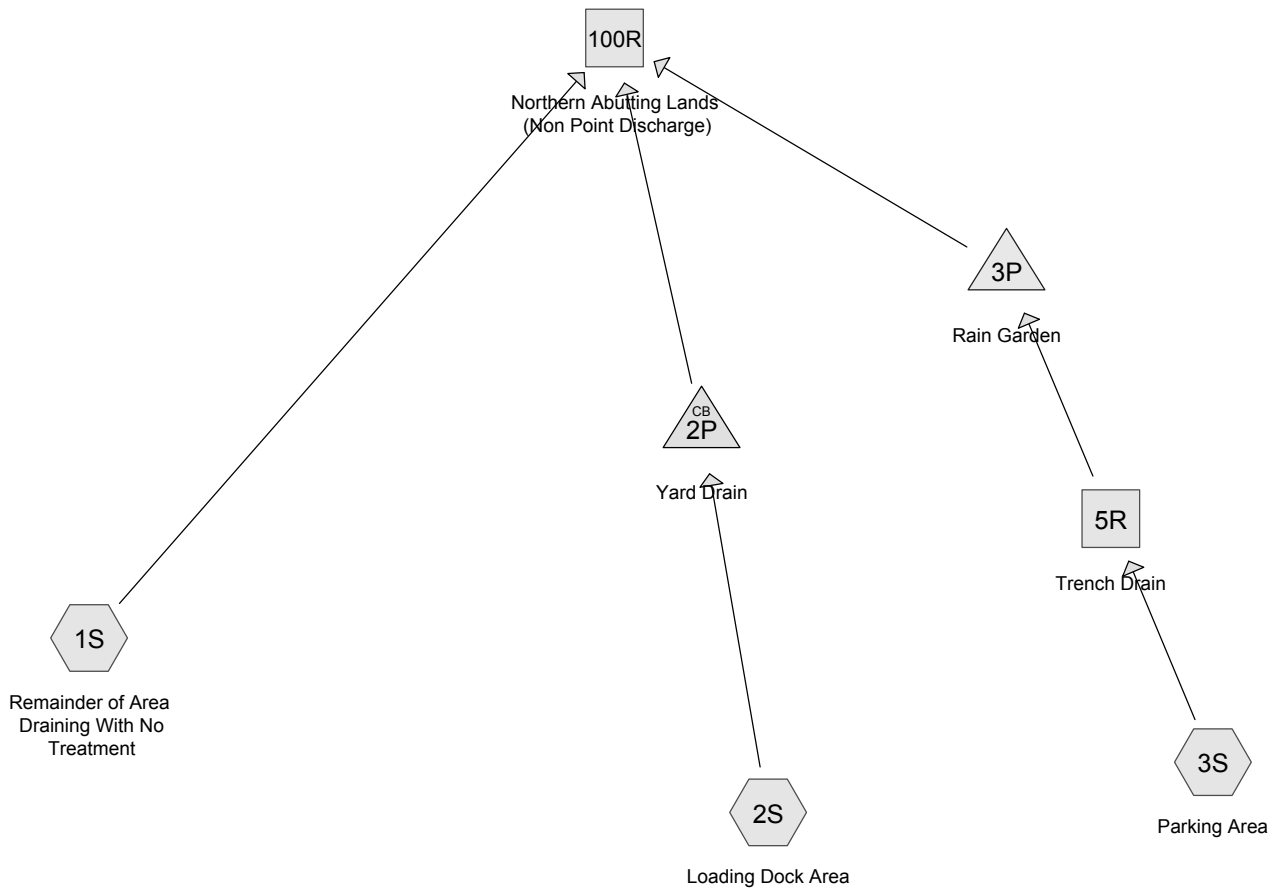 100R
Northern Abutting Lands
(Non Point Discharge)
3P
Rain Garden
CB
2P
Yard Drain
5R
Trench Drain
1S
Remainder of Area
Draining With No
Treatment
3S
Parking Area
2S
Loading Dock Area